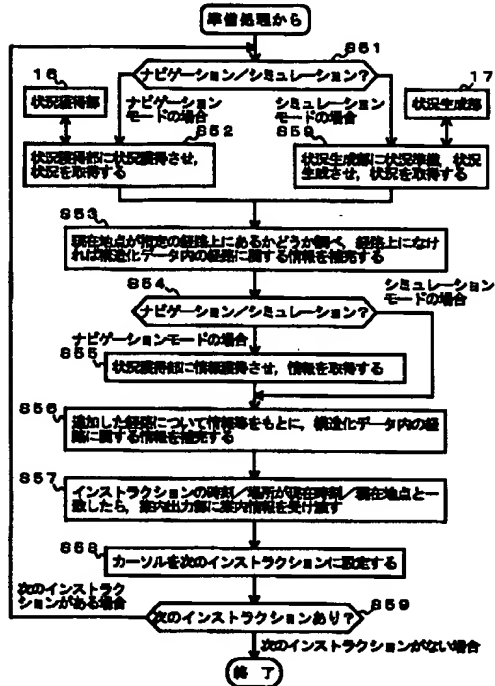 準備処理から
S51
ナビゲーション／シミュレーション？
16
状況獲得部
ナビゲーション
モードの場合
S52
シミュレーション
モードの場合
S59
17
状況生成部
状況獲得部に状況獲得させ，
状況を取得する
状況生成部に状況準備，状況
生成させ，状況を取得する
S53
現在地点が指定の経路上にあるかどうか調べ，経路上になけ
れば構造化データ内の経路に関する情報を補充する
S54
シミュレーション
モードの場合
ナビゲーション／シミュレーション？
ナビゲーションモードの場合
S55
状況獲得部に情報獲得させ，情報を取得する
S56
追加した経路について情報等をもとに，構造化データ内の経
路に関する情報を補充する
S57
インストラクションの時刻／場所が現在時刻／現在地点と一
致したら，案内出力部に案内情報を受け渡す
S58
カーソルを次のインストラクションに設定する
次のインストラク
ションがある場合
S59
次のインストラクションあり？
次のインストラクションがない場合
終了